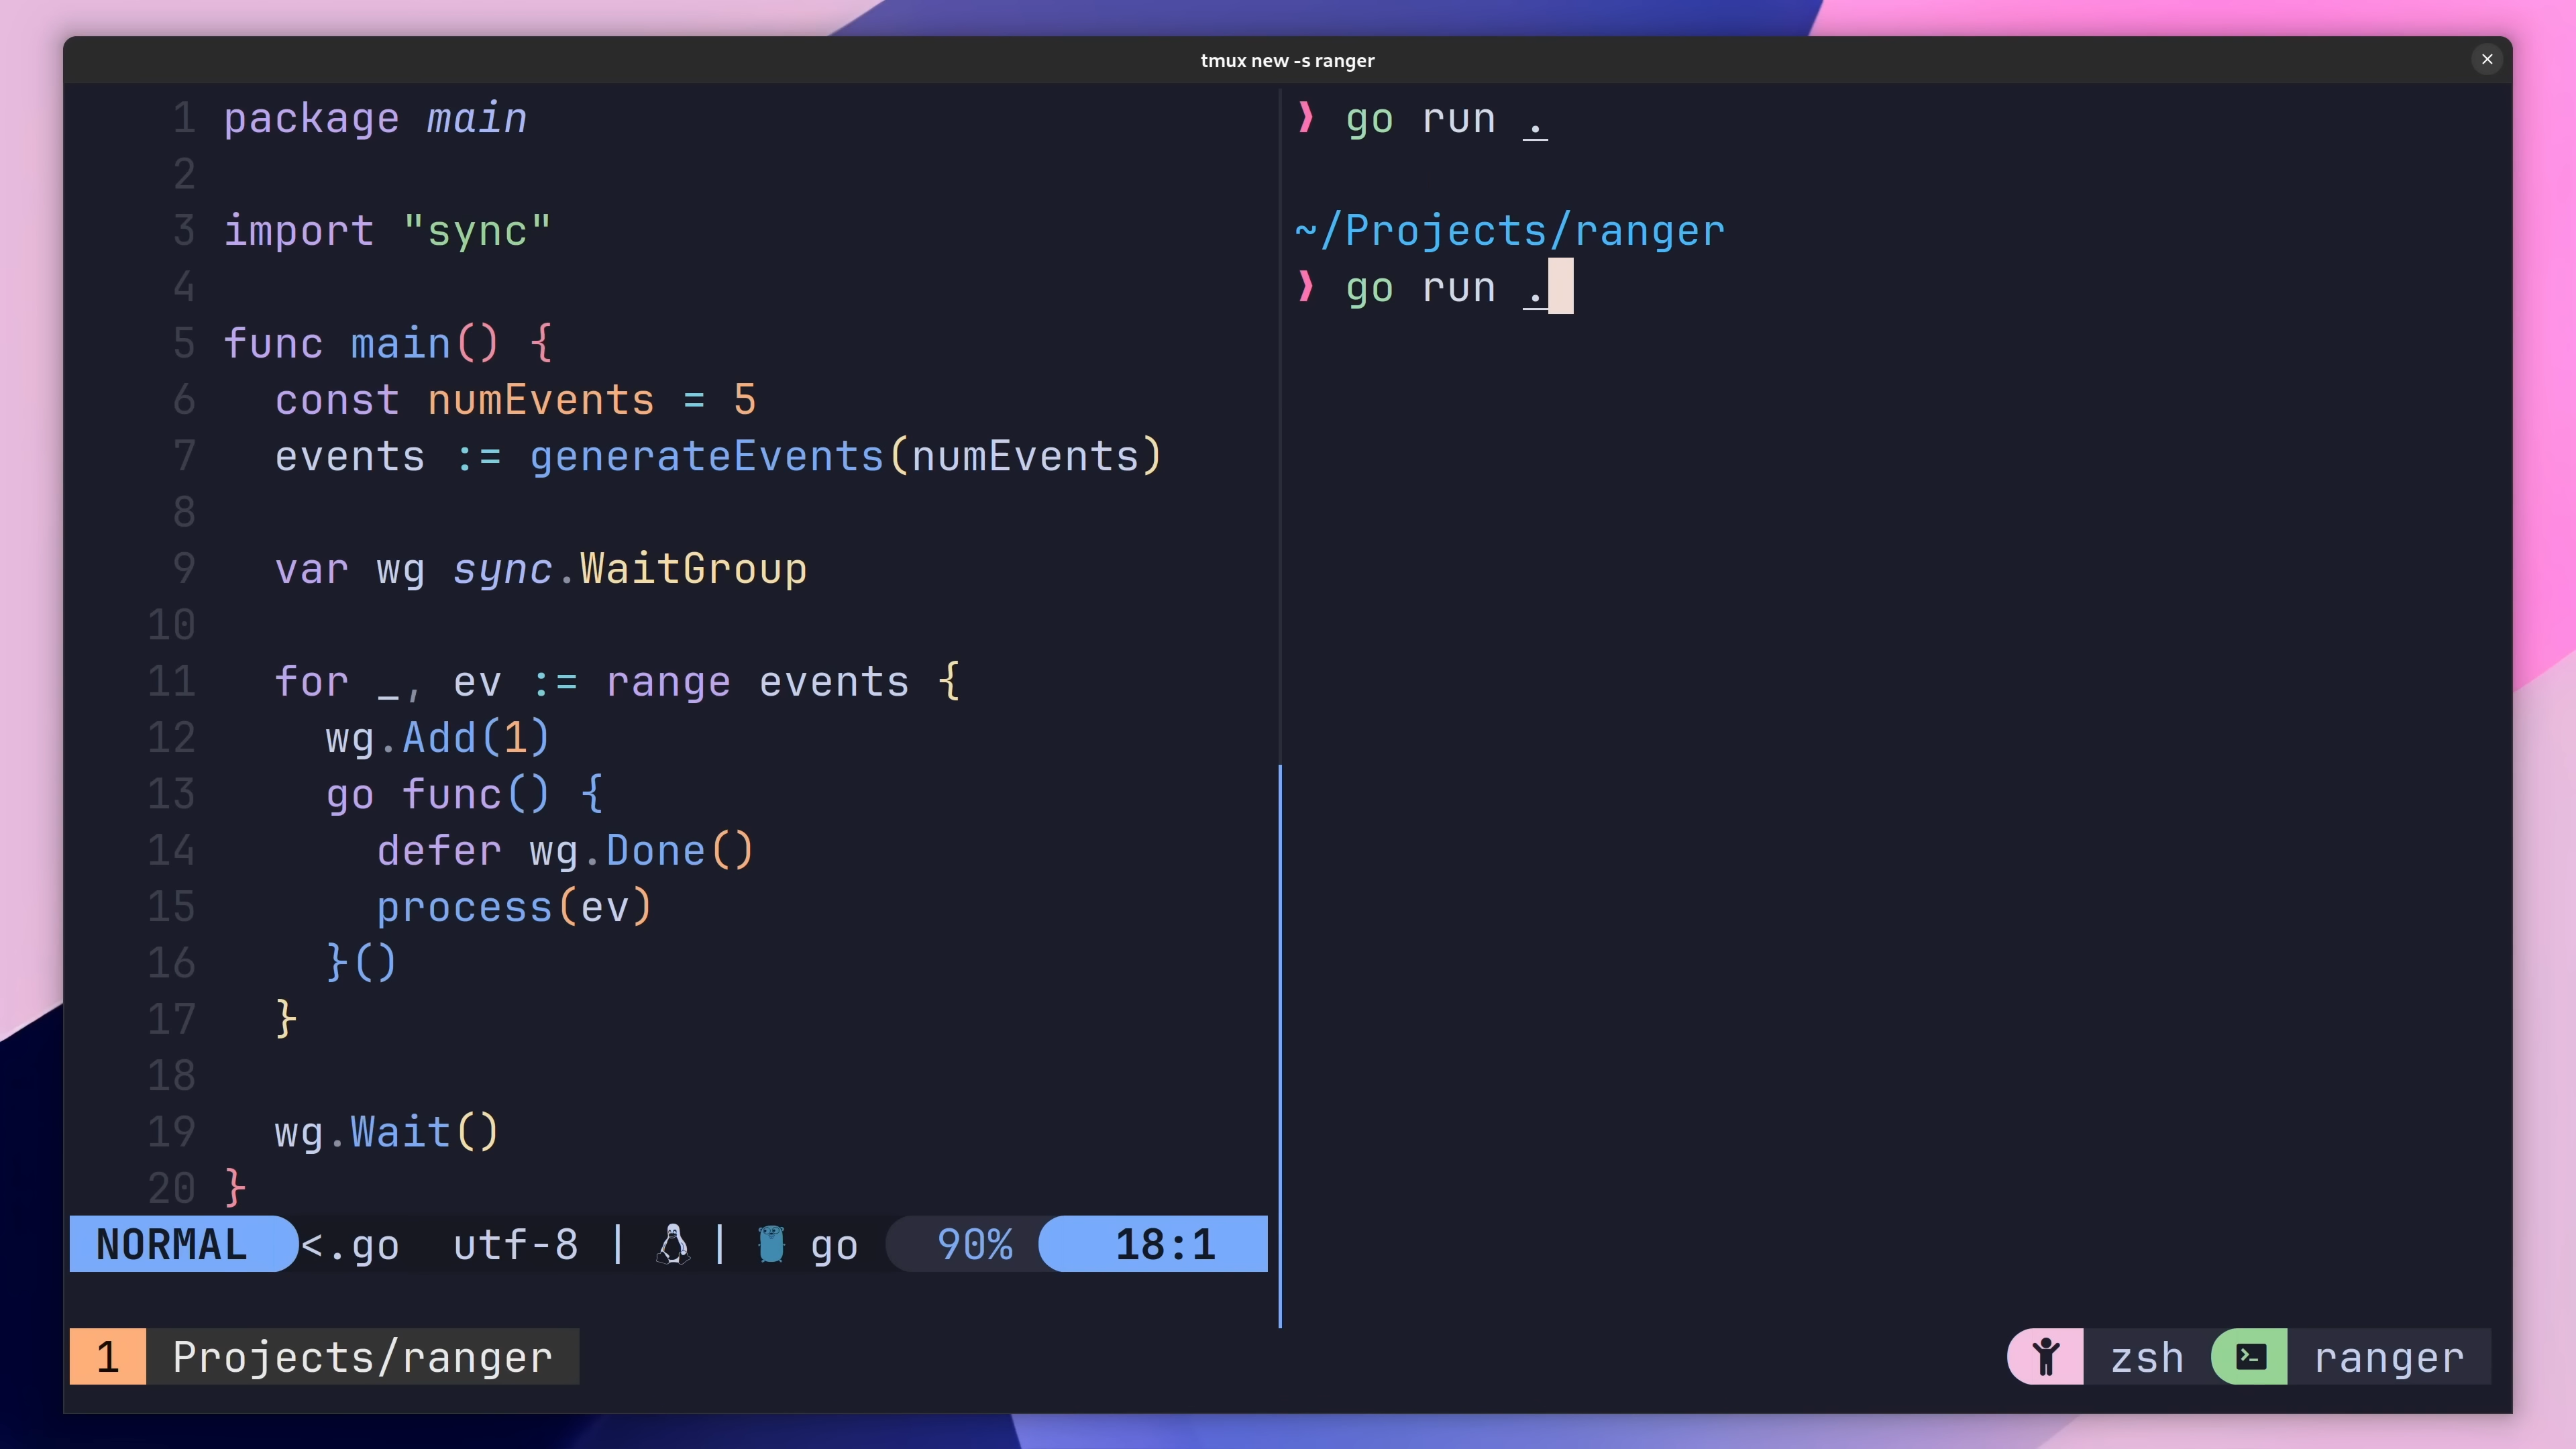 tmux new -s ranger
1 package main
2
3 import "sync"
4
5 func main() {
6 const numEvents = 5
7 events := generateEvents(numEvents)
8
9 var wg sync.WaitGroup
10
11 for _, ev := range events {
12 wg.Add(1)
13 go func() {
14 defer wg.Done()
15 process(ev)
16 }()
17 }
18
19 wg.Wait()
20 }
NORMAL <.go utf-8 | | go 90% 18:1
❱ go run .
~/Projects/ranger
❱ go run .
1 Projects/ranger
zsh ranger